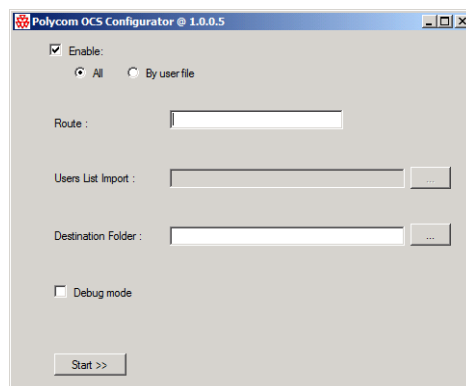 Polycom OCS Configurator @ 1.0.0.5
Enable:
All By user file
Route :
Users List Import : ...
Destination Folder : ...
Debug mode
Start >>